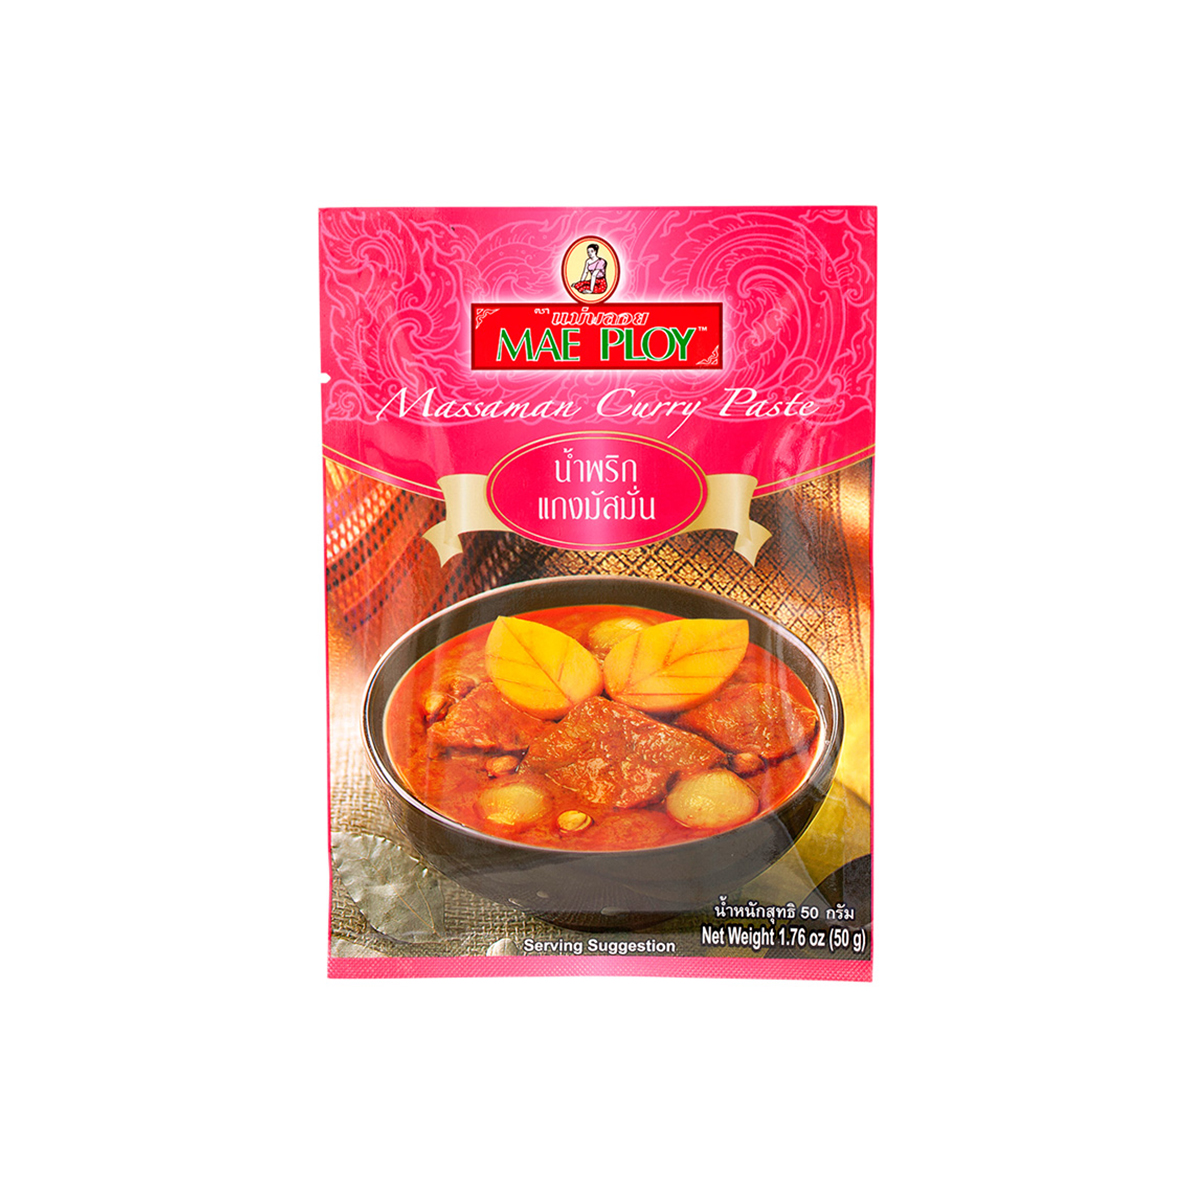 ตรา แม่พลอย
MAE PLOY™
Massaman Curry Paste
น้ำพริก
แกงมัสมั่น
น้ำหนักสุทธิ 50 กรัม
Net Weight 1.76 oz (50 g)
Serving Suggestion